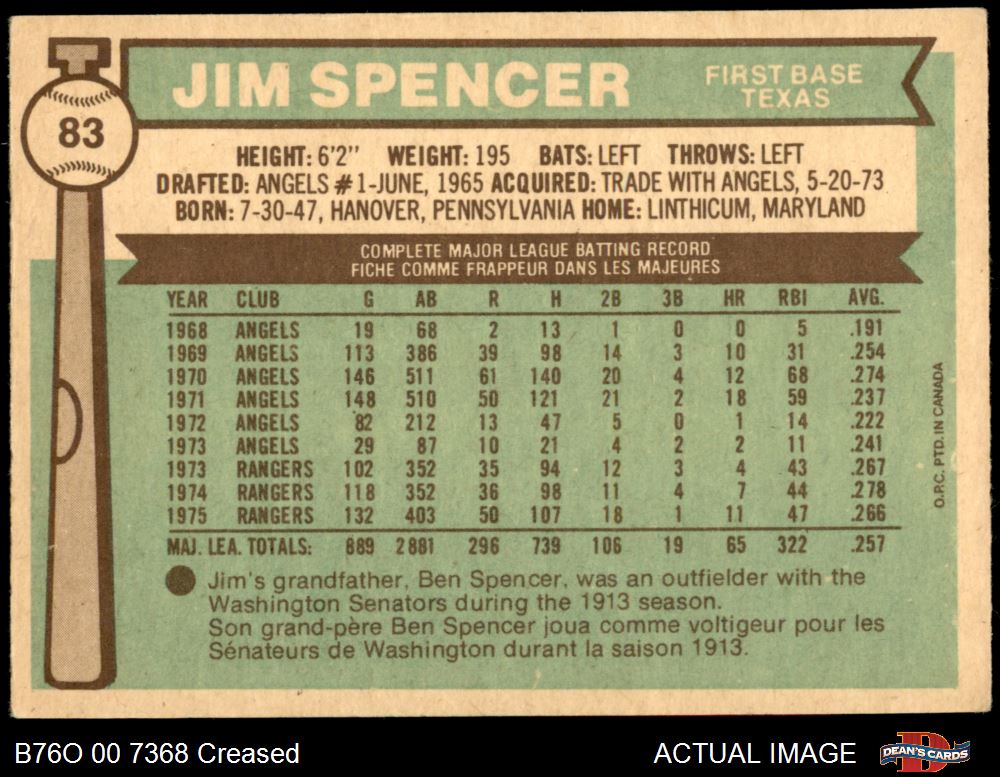 JIM SPENCER
FIRST BASE
TEXAS
83
HEIGHT: 6'2" WEIGHT: 195 BATS: LEFT THROWS: LEFT
DRAFTED: ANGELS #1-JUNE, 1965 ACQUIRED: TRADE WITH ANGELS, 5-20-73
BORN: 7-30-47, HANOVER, PENNSYLVANIA HOME: LINTHICUM, MARYLAND
COMPLETE MAJOR LEAGUE BATTING RECORD
FICHE COMME FRAPPEUR DANS LES MAJEURES
YEAR CLUB G AB R H 2B 3B HR RBI AVG.
1968 ANGELS 19 68 2 13 1 0 0 5 .191
1969 ANGELS 113 386 39 98 14 3 10 31 .254
1970 ANGELS 146 511 61 140 20 4 12 68 .274
1971 ANGELS 148 510 50 121 21 2 18 59 .237
1972 ANGELS 82 212 13 47 5 0 1 14 .222
1973 ANGELS 29 87 10 21 4 2 2 11 .241
1973 RANGERS 102 352 35 94 12 3 4 43 .267
1974 RANGERS 118 352 36 98 11 4 7 44 .278
1975 RANGERS 132 403 50 107 18 1 11 47 .266
MAJ. LEA. TOTALS: 889 2881 296 739 106 19 65 322 .257
Jim's grandfather, Ben Spencer, was an outfielder with the
Washington Senators during the 1913 season.
Son grand-père Ben Spencer joua comme voltigeur pour les
Sénateurs de Washington durant la saison 1913.
O.P.C. PTD. IN CANADA
B76O 00 7368 Creased
ACTUAL IMAGE
DEAN'S CARDS